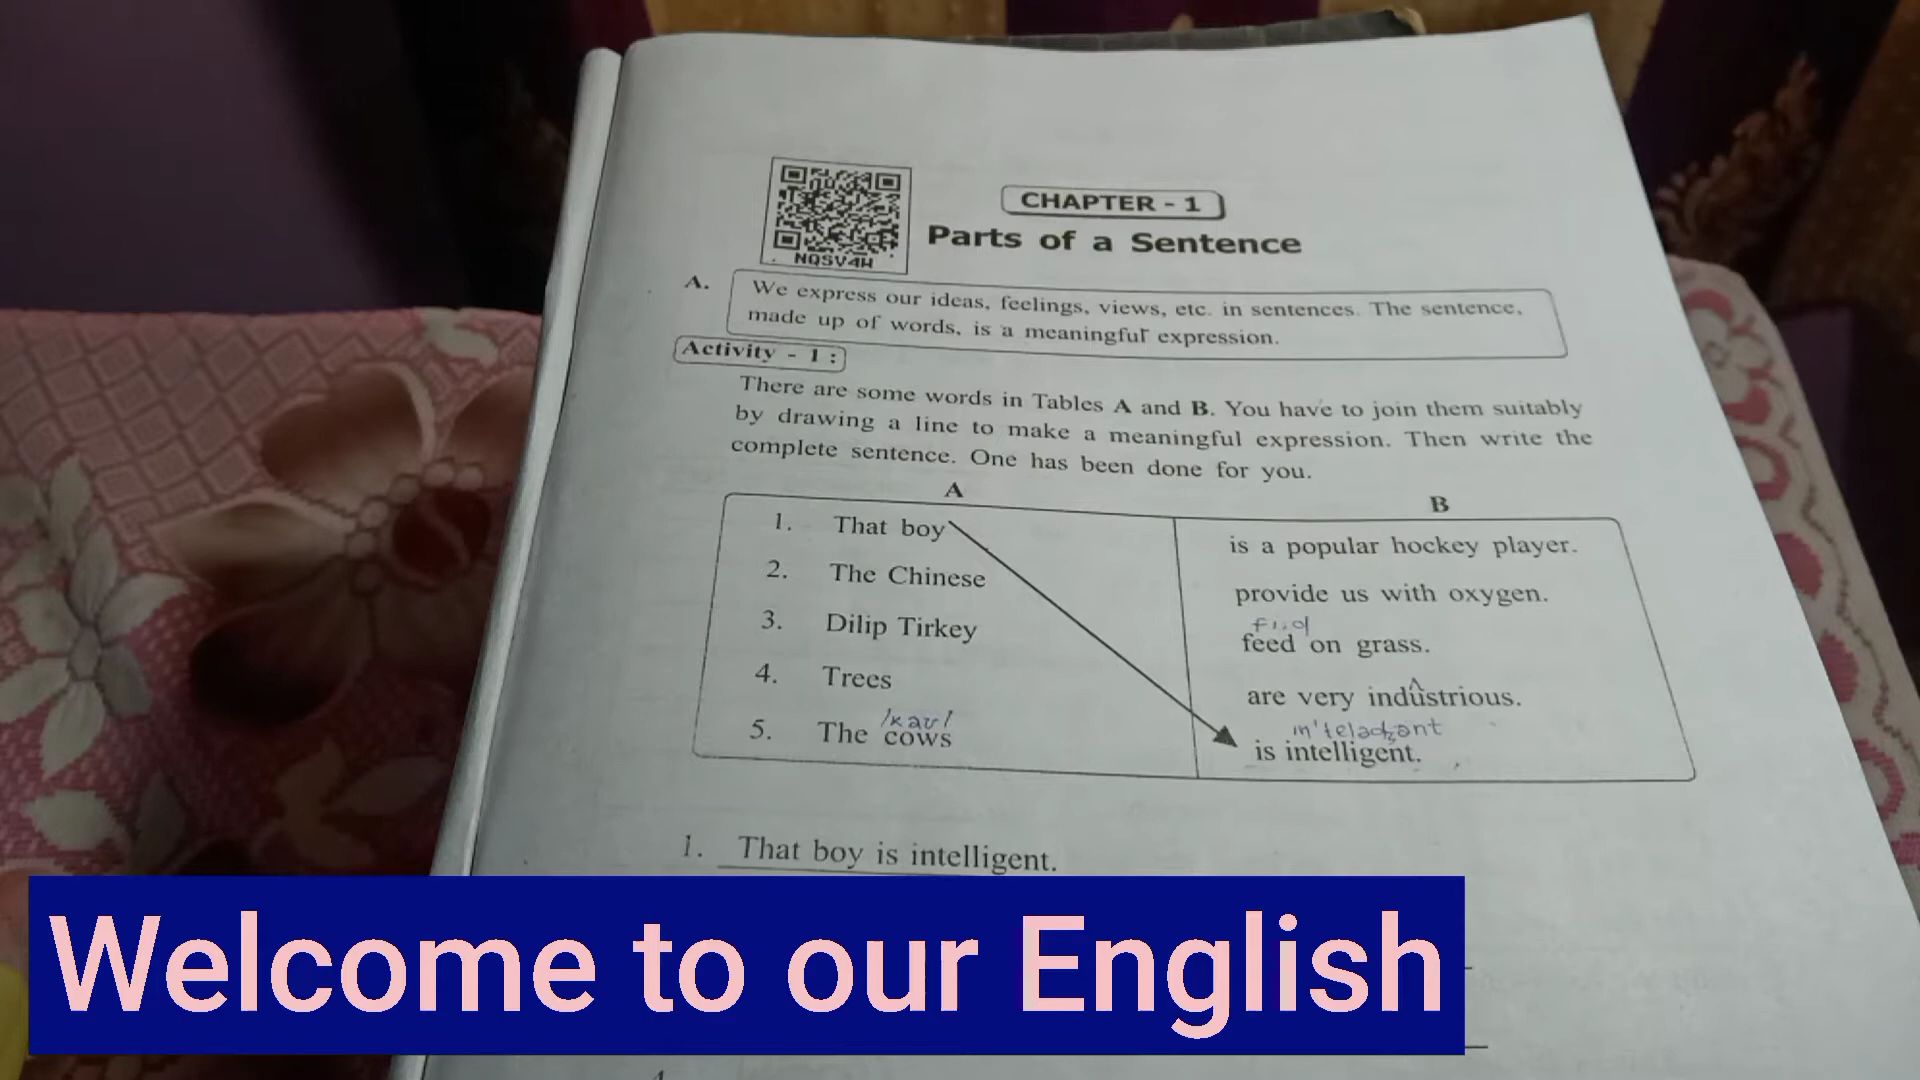 CHAPTER - 1
Parts of a Sentence
NQSV4H
A. We express our ideas, feelings, views, etc. in sentences. The sentence,
made up of words, is a meaningful expression.
Activity - 1 :
There are some words in Tables A and B. You have to join them suitably
by drawing a line to make a meaningful expression. Then write the
complete sentence. One has been done for you.
A B
1. That boy
2. The Chinese
3. Dilip Tirkey
4. Trees
/kaʊ/
5. The cows
is a popular hockey player.
provide us with oxygen.
fi:d
feed on grass.
are very industrious.
is intelligent.
1. That boy is intelligent.
Welcome to our English